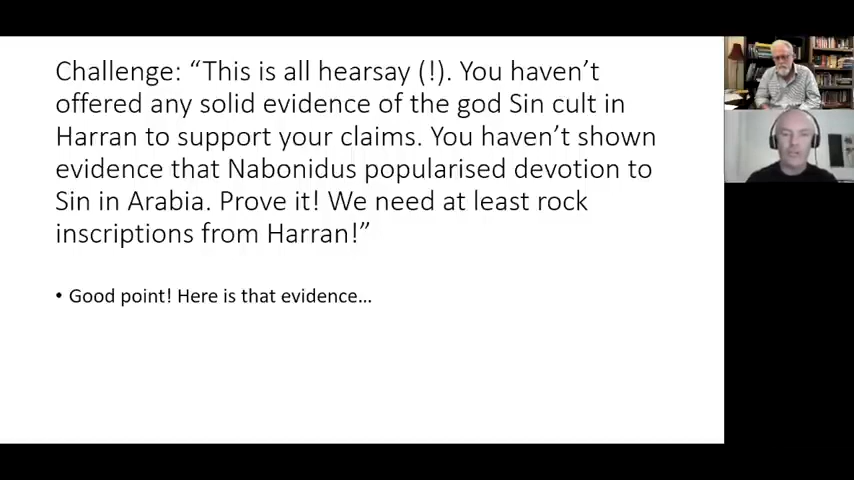 Challenge: “This is all hearsay (!). You haven’t
offered any solid evidence of the god Sin cult in
Harran to support your claims. You haven’t shown
evidence that Nabonidus popularised devotion to
Sin in Arabia. Prove it! We need at least rock
inscriptions from Harran!”
• Good point! Here is that evidence…